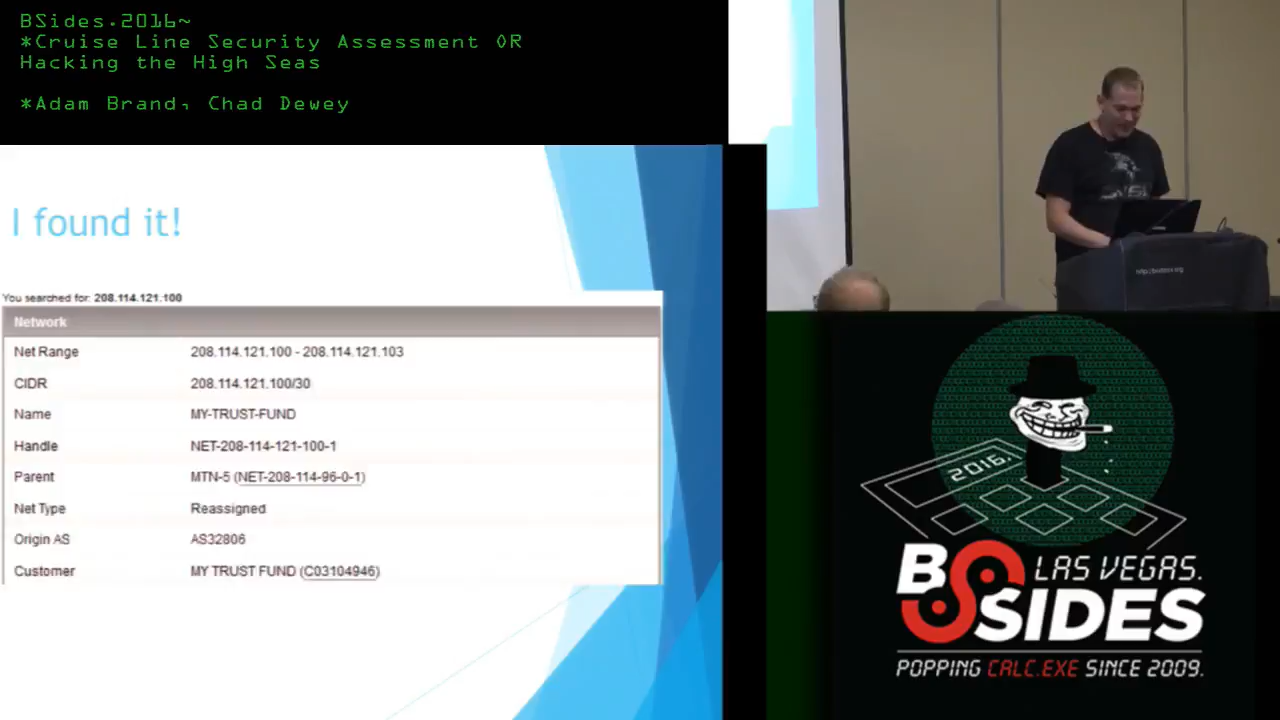 BSides.2016~
*Cruise Line Security Assessment OR
Hacking the High Seas
*Adam Brand, Chad Dewey
I found it!
You searched for: 208.114.121.100
Network
Net Range 208.114.121.100 - 208.114.121.103
CIDR 208.114.121.100/30
Name MY-TRUST-FUND
Handle NET-208-114-121-100-1
Parent MTN-5 (NET-208-114-96-0-1)
Net Type Reassigned
Origin AS AS32806
Customer MY TRUST FUND (C03104946)
2016.
BSIDES LAS VEGAS.
POPPING CALC.EXE SINCE 2009.